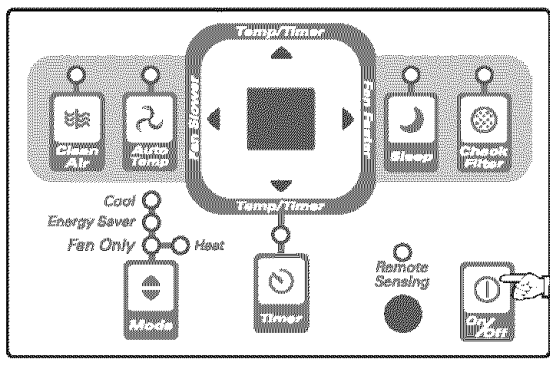 Temp/Timer
Clean
Air
Auto
Temp
Fan Slower
Fan Faster
Sleep
Check
Filter
Temp/Timer
Cool
Energy Saver
Fan Only
Heat
Mode
Timer
Remote
Sensing
On/
/Off